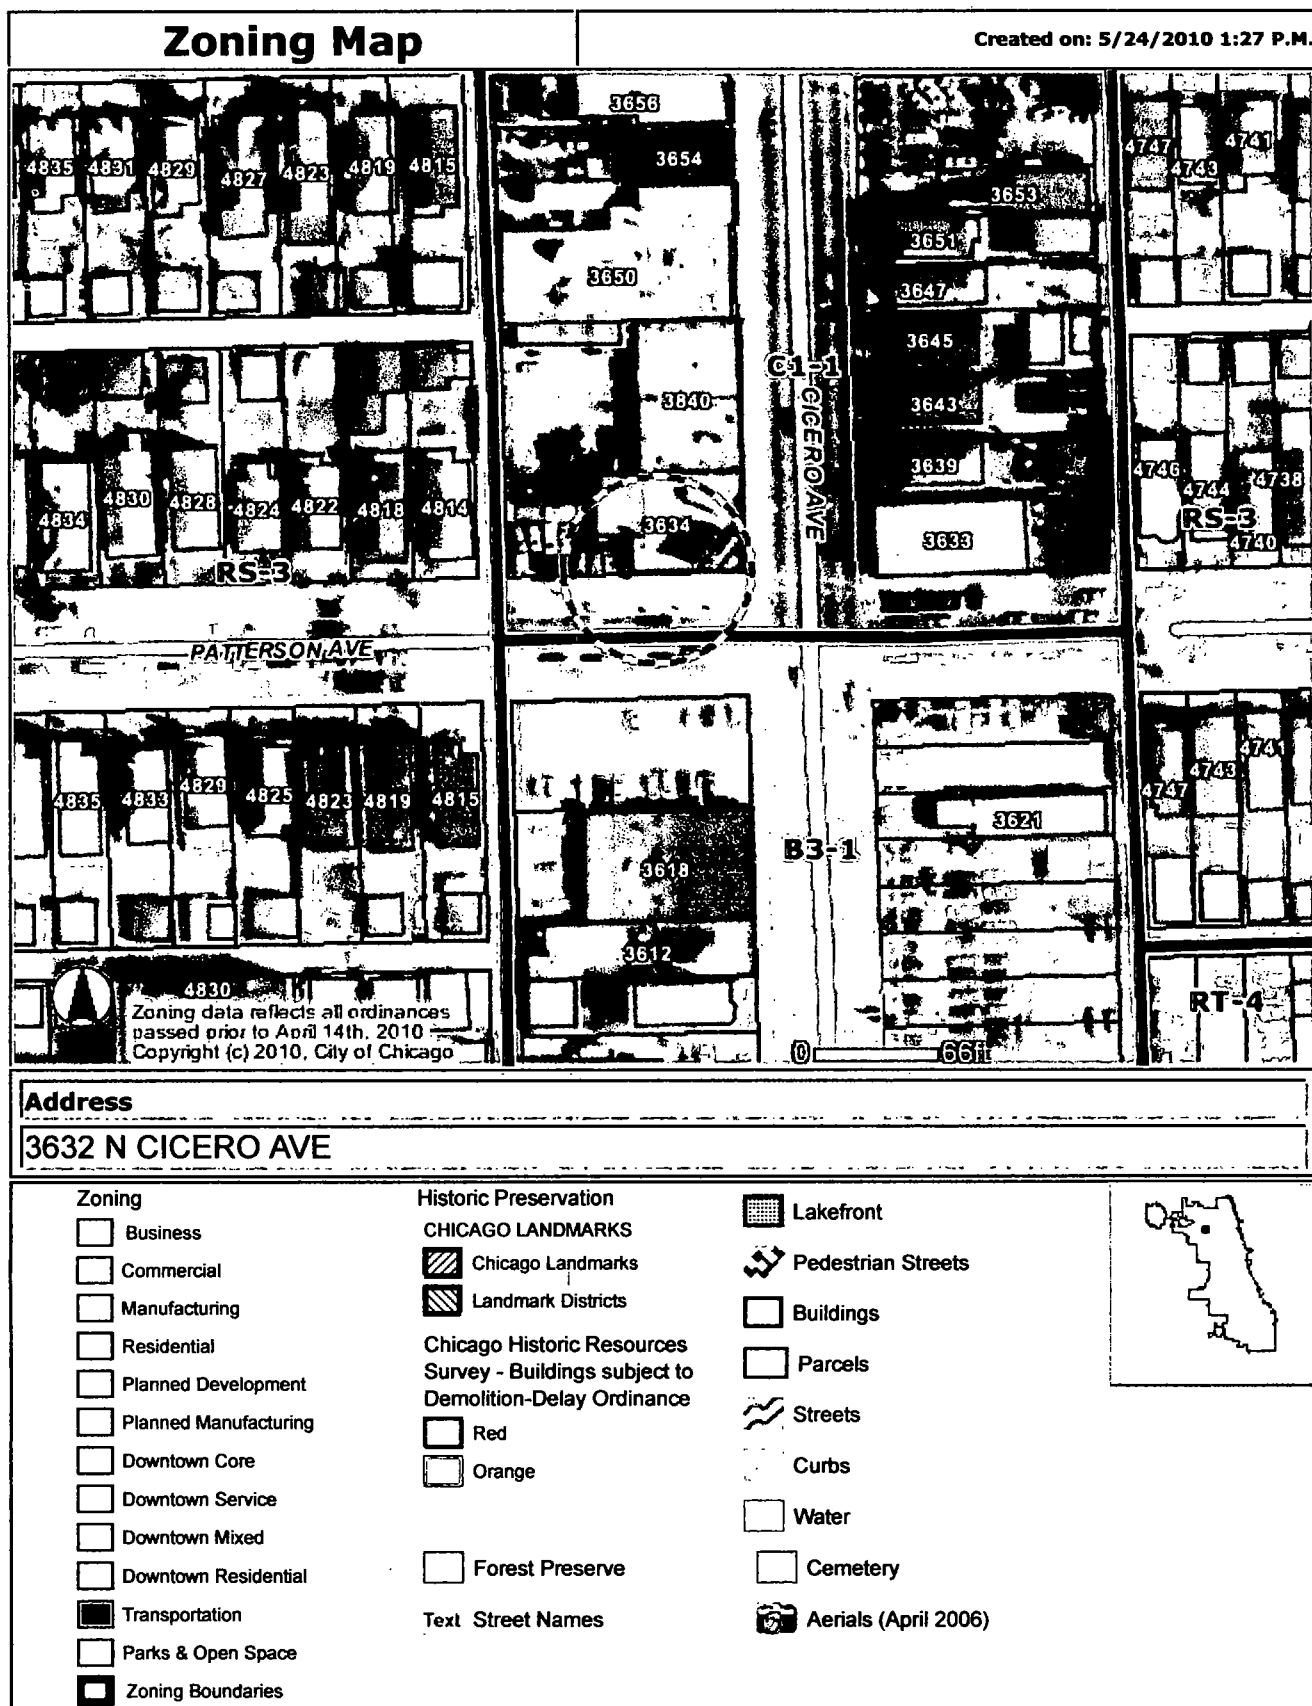 Zoning Map
Created on: 5/24/2010 1:27 P.M.
3656
3654
3650
3840
3634
C1-1
CICERO AVE
3653
3651
3647
3645
3643
3639
3633
4747
4743
4741
4746
4744
4738
RS-3
4740
4835
4831
4829
4827
4823
4819
4815
4834
4830
4828
4824
4822
4818
4814
RS-3
PATTERSON AVE
4835
4833
4829
4825
4823
4819
4815
3618
3612
B3-1
3621
4747
4743
4741
RT-4
4830
Zoning data reflects all ordinances
passed prior to April 14th, 2010
Copyright (c) 2010, City of Chicago
0 66ft
Address
3632 N CICERO AVE
Zoning
Business
Commercial
Manufacturing
Residential
Planned Development
Planned Manufacturing
Downtown Core
Downtown Service
Downtown Mixed
Downtown Residential
Transportation
Parks & Open Space
Zoning Boundaries
Historic Preservation
CHICAGO LANDMARKS
Chicago Landmarks
Landmark Districts
Chicago Historic Resources
Survey - Buildings subject to
Demolition-Delay Ordinance
Red
Orange
Forest Preserve
Text Street Names
Lakefront
Pedestrian Streets
Buildings
Parcels
Streets
Curbs
Water
Cemetery
Aerials (April 2006)